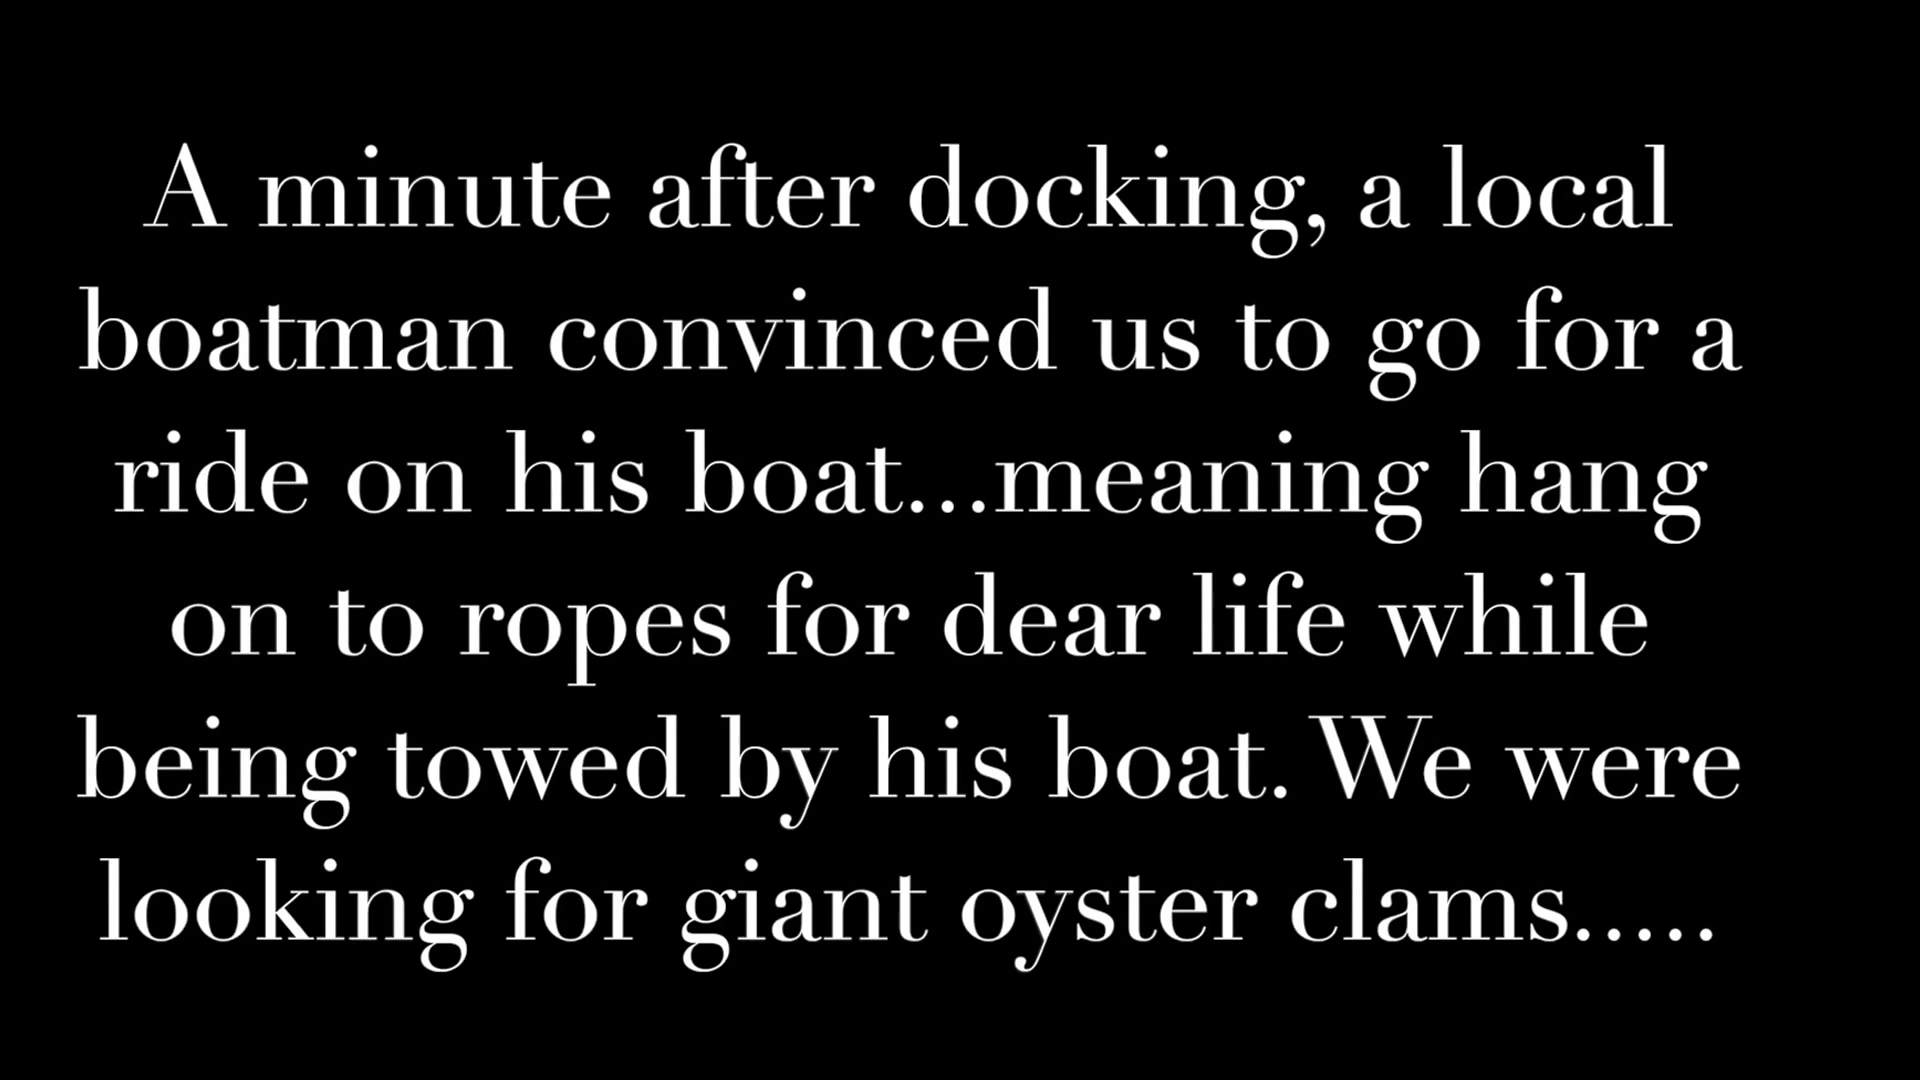 A minute after docking, a local
boatman convinced us to go for a
ride on his boat...meaning hang
on to ropes for dear life while
being towed by his boat. We were
looking for giant oyster clams.....